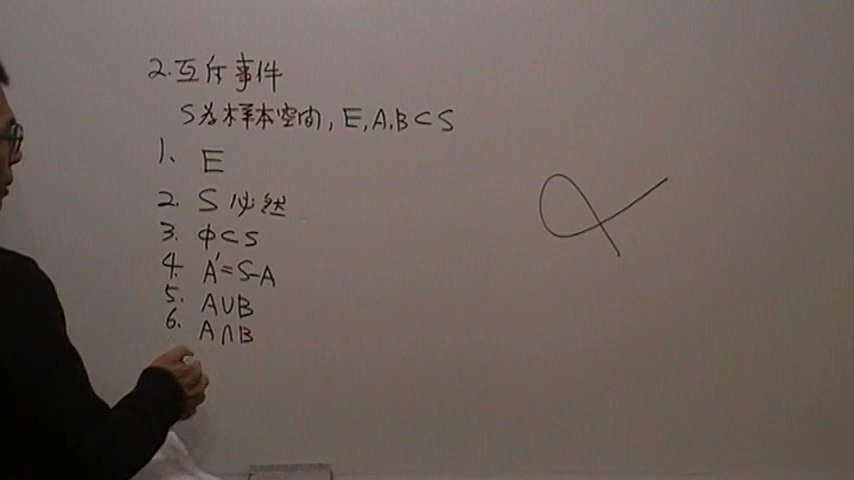 2.互斥事件
S为样本空间, E,A,B⊂S
1、 E
2. S 必然
3. φ⊂S
4. A'=S-A
5. A∪B
6. A∩B
α